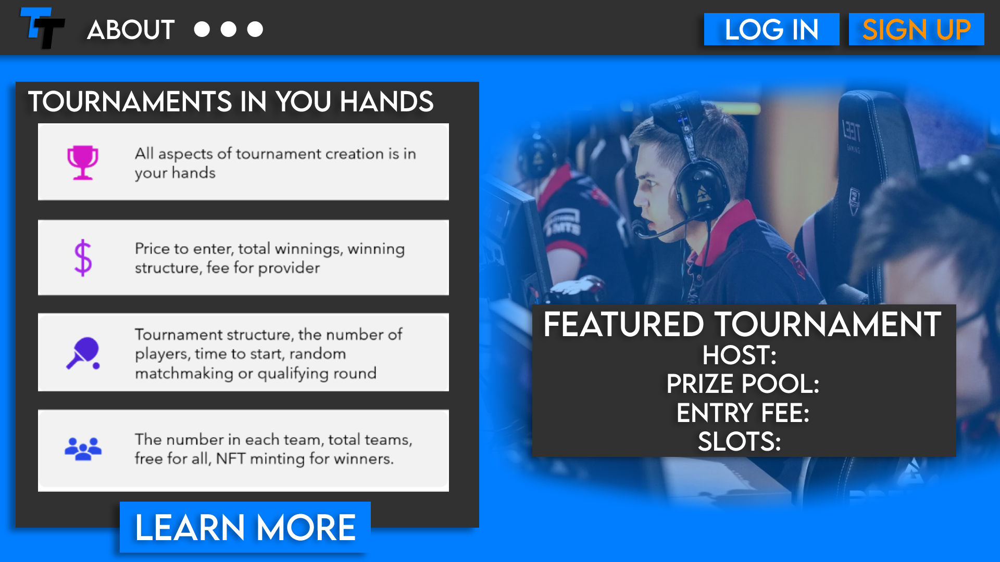 TT
ABOUT
LOG IN
SIGN UP
TOURNAMENTS IN YOU HANDS
All aspects of tournament creation is in
your hands
Price to enter, total winnings, winning
structure, fee for provider
Tournament structure, the number of
players, time to start, random
matchmaking or qualifying round
The number in each team, total teams,
free for all, NFT minting for winners.
LEARN MORE
L33T
GAMING
MTS
FEATURED TOURNAMENT
HOST:
PRIZE POOL:
ENTRY FEE:
SLOTS: